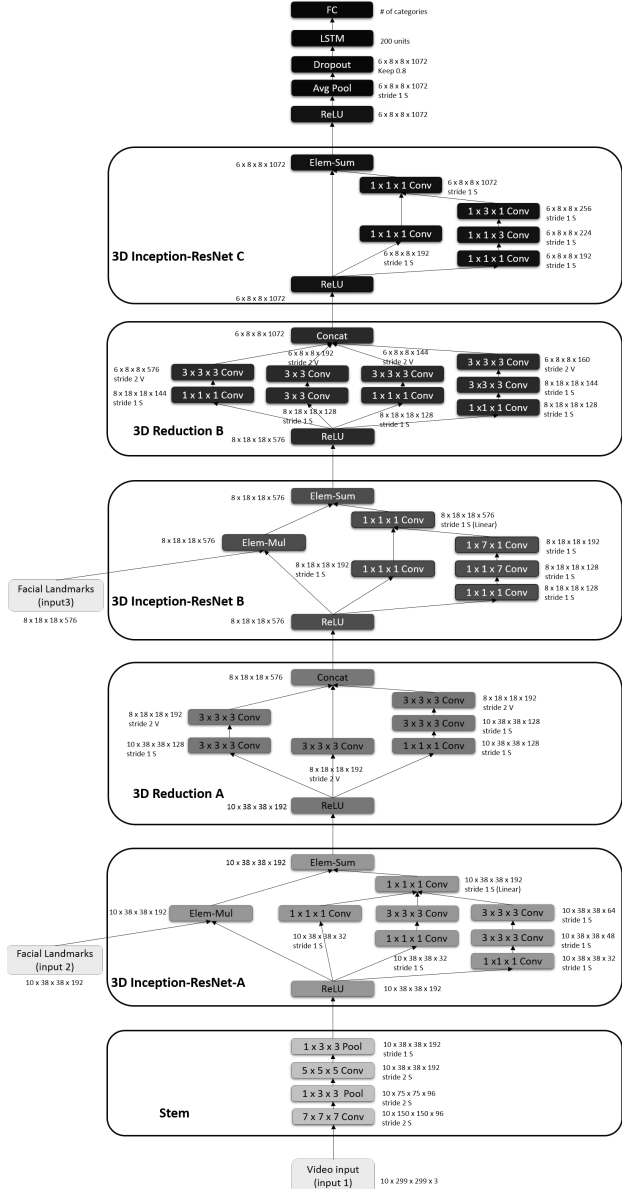 FC
# of categories
LSTM
200 units
Dropout
6 x 8 x 8 x 1072
Keep 0.8
Avg Pool
6 x 8 x 8 x 1072
stride 1 S
ReLU
6 x 8 x 8 x 1072
6 x 8 x 8 x 1072
Elem-Sum
1 x 1 x 1 Conv
6 x 8 x 8 x 1072
stride 1 S
1 x 3 x 1 Conv
6 x 8 x 8 x 256
stride 1 S
1 x 1 x 1 Conv
1 x 1 x 3 Conv
6 x 8 x 8 x 224
stride 1 S
6 x 8 x 8 x 192
stride 1 S
1 x 1 x 1 Conv
6 x 8 x 8 x 192
stride 1 S
3D Inception-ResNet C
ReLU
6 x 8 x 8 x 1072
6 x 8 x 8 x 1072
Concat
6 x 8 x 8 x 576
stride 2 V
3 x 3 x 3 Conv
6 x 8 x 8 x 192
stride 2 V
3 x 3 x 3 Conv
6 x 8 x 8 x 144
stride 2 V
3 x 3 x 3 Conv
3 x 3 x 3 Conv
6 x 8 x 8 x 160
stride 2 V
8 x 18 x 18 x 144
stride 1 S
1 x 1 x 1 Conv
3 x 3 x 3 Conv
1 x 1 x 1 Conv
3 x3 x 3 Conv
8 x 18 x 18 x 144
stride 1 S
8 x 18 x 18 x 128
stride 1 S
8 x 18 x 18 x 128
stride 1 S
1 x1 x 1 Conv
8 x 18 x 18 x 128
stride 1 S
3D Reduction B
8 x 18 x 18 x 576
ReLU
8 x 18 x 18 x 576
Elem-Sum
1 x 1 x 1 Conv
8 x 18 x 18 x 576
stride 1 S (Linear)
8 x 18 x 18 x 576
Elem-Mul
1 x 7 x 1 Conv
8 x 18 x 18 x 192
stride 1 S
8 x 18 x 18 x 192
stride 1 S
1 x 1 x 1 Conv
1 x 1 x 7 Conv
8 x 18 x 18 x 128
stride 1 S
1 x 1 x 1 Conv
8 x 18 x 18 x 128
stride 1 S
Facial Landmarks
(input3)
8 x 18 x 18 x 576
3D Inception-ResNet B
8 x 18 x 18 x 576
ReLU
8 x 18 x 18 x 576
Concat
8 x 18 x 18 x 192
stride 2 V
3 x 3 x 3 Conv
3 x 3 x 3 Conv
8 x 18 x 18 x 192
stride 2 V
3 x 3 x 3 Conv
10 x 38 x 38 x 128
stride 1 S
10 x 38 x 38 x 128
stride 1 S
3 x 3 x 3 Conv
3 x 3 x 3 Conv
1 x 1 x 1 Conv
10 x 38 x 38 x 128
stride 1 S
8 x 18 x 18 x 192
stride 2 V
3D Reduction A
10 x 38 x 38 x 192
ReLU
10 x 38 x 38 x 192
Elem-Sum
1 x 1 x 1 Conv
10 x 38 x 38 x 192
stride 1 S (Linear)
10 x 38 x 38 x 192
Elem-Mul
1 x 1 x 1 Conv
3 x 3 x 3 Conv
3 x 3 x 3 Conv
10 x 38 x 38 x 64
stride 1 S
10 x 38 x 38 x 32
stride 1 S
1 x 1 x 1 Conv
3 x 3 x 3 Conv
10 x 38 x 38 x 48
stride 1 S
10 x 38 x 38 x 32
stride 1 S
1 x1 x 1 Conv
10 x 38 x 38 x 32
stride 1 S
Facial Landmarks
(input 2)
10 x 38 x 38 x 192
3D Inception-ResNet-A
ReLU
10 x 38 x 38 x 192
1 x 3 x 3 Pool
10 x 38 x 38 x 192
stride 1 S
5 x 5 x 5 Conv
10 x 38 x 38 x 192
stride 2 S
1 x 3 x 3 Pool
10 x 75 x 75 x 96
stride 2 S
7 x 7 x 7 Conv
10 x 150 x 150 x 96
stride 2 S
Stem
Video input
(input 1)
10 x 299 x 299 x 3